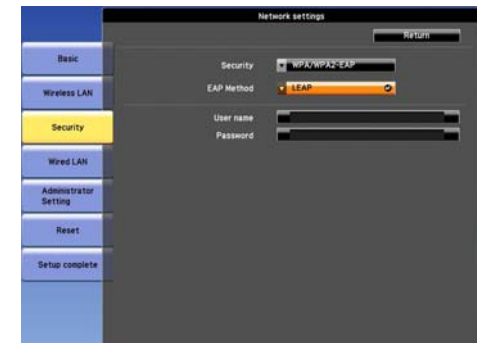 Network settings
Return
Basic
Wireless LAN
Security
Wired LAN
Administrator
Setting
Reset
Setup complete
Security WPA/WPA2-EAP
EAP Method LEAP
User name
Password